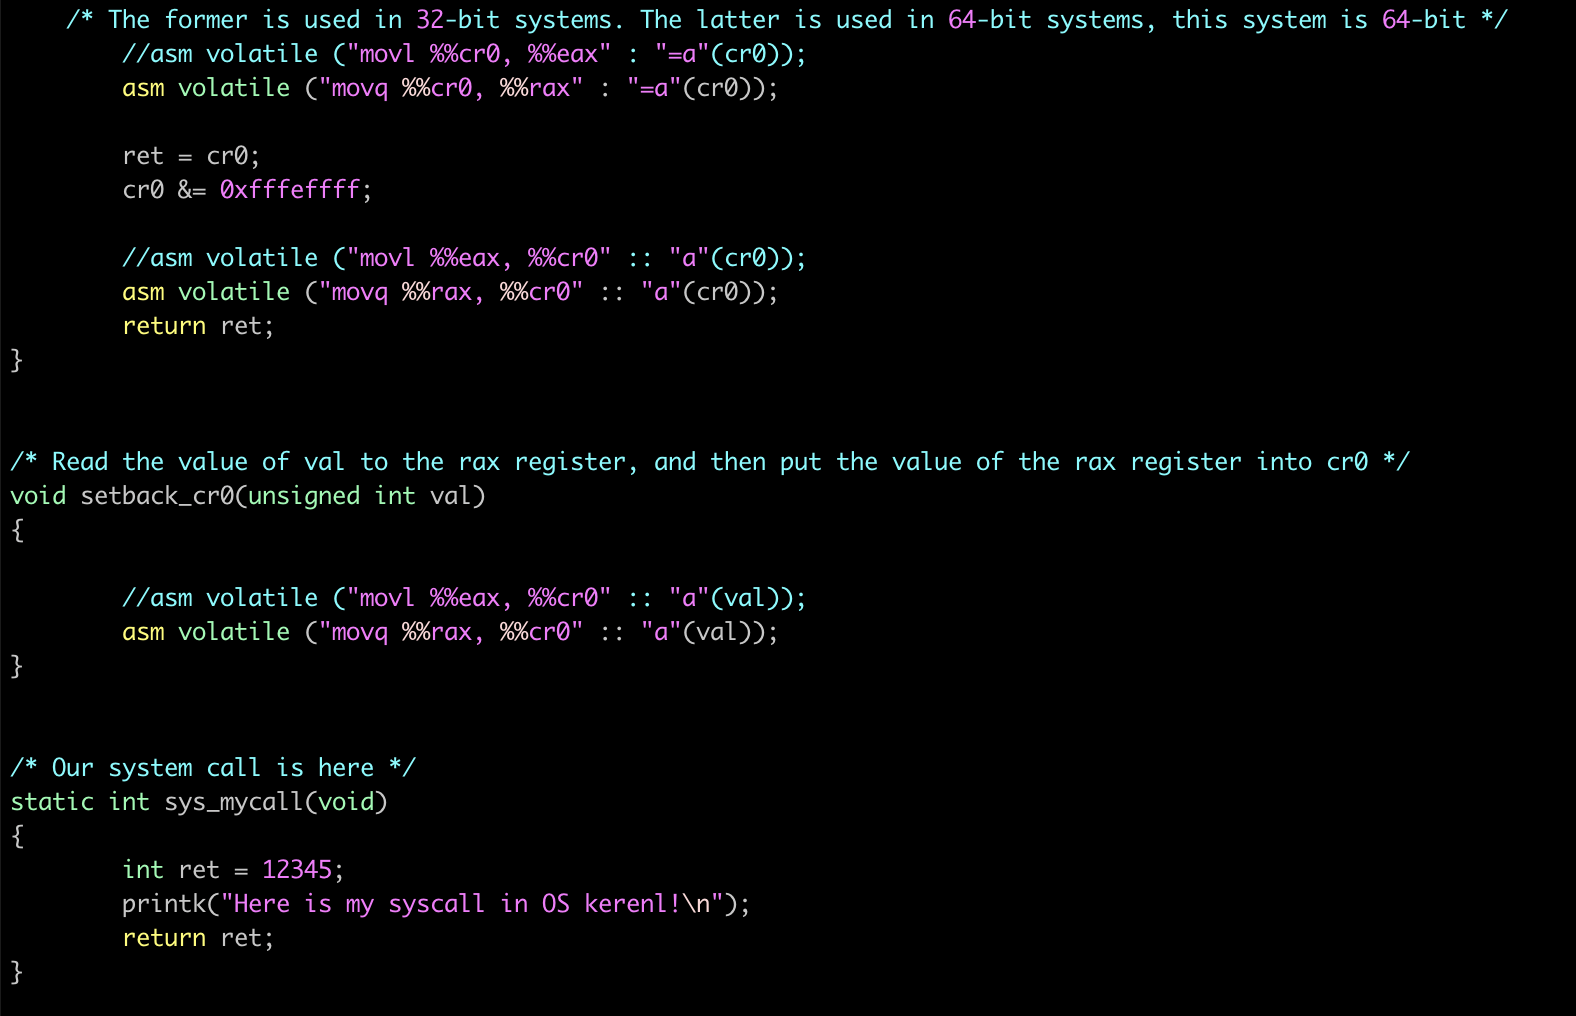 /* The former is used in 32-bit systems. The latter is used in 64-bit systems, this system is 64-bit */
//asm volatile ("movl %%cr0, %%eax" : "=a"(cr0));
asm volatile ("movq %%cr0, %%rax" : "=a"(cr0));
ret = cr0;
cr0 &= 0xfffeffff;
//asm volatile ("movl %%eax, %%cr0" :: "a"(cr0));
asm volatile ("movq %%rax, %%cr0" :: "a"(cr0));
return ret;
}
/* Read the value of val to the rax register, and then put the value of the rax register into cr0 */
void setback_cr0(unsigned int val)
{
//asm volatile ("movl %%eax, %%cr0" :: "a"(val));
asm volatile ("movq %%rax, %%cr0" :: "a"(val));
}
/* Our system call is here */
static int sys_mycall(void)
{
int ret = 12345;
printk("Here is my syscall in OS kerenl!\n");
return ret;
}